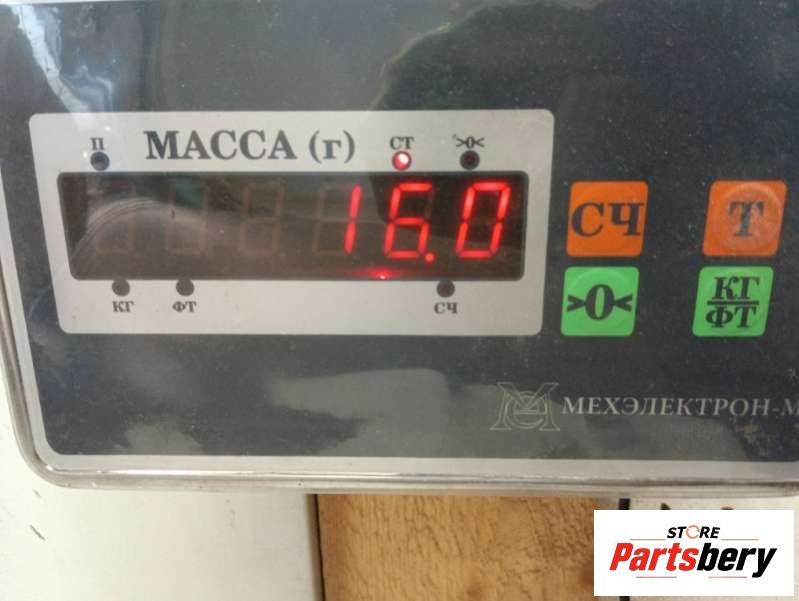 П МАССА (г) СТ >0<
16.0
КГ ФТ СЧ
СЧ Т
>0< КГ
ФТ
МЕХЭЛЕКТРОН-М
STORE
Partsbery